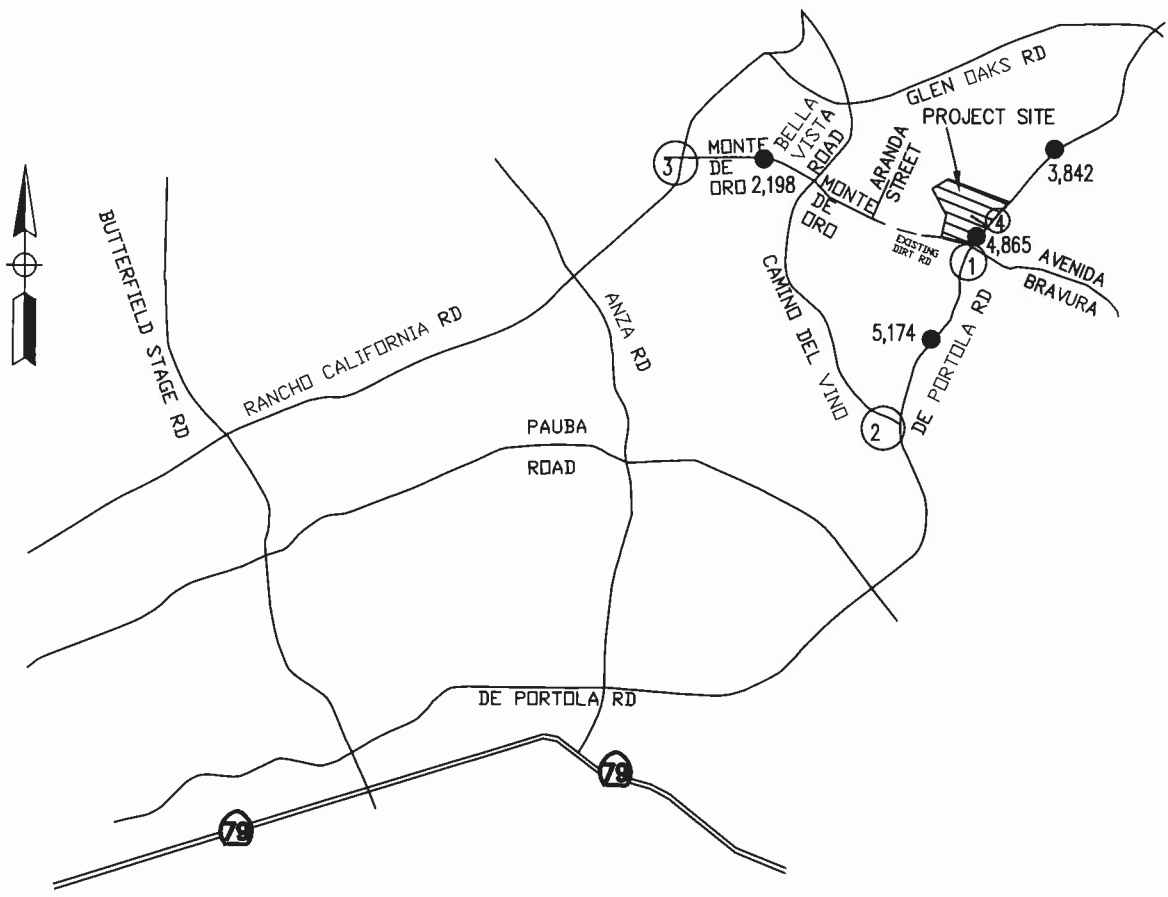 GLEN OAKS RD
PROJECT SITE
BELLA
VISTA
ROAD
ARANDA
STREET
MONTE
DE
ORO
2,198
3
3,842
MONTE
DE
ORO
4
4,865
EXISTING
DIRT RD
1
AVENIDA
BRAVURA
BUTTERFIELD STAGE RD
RANCHO CALIFORNIA RD
ANZA RD
CAMINO DEL VINO
5,174
DE PORTOLA RD
2
PAUBA
ROAD
DE PORTOLA RD
79
79